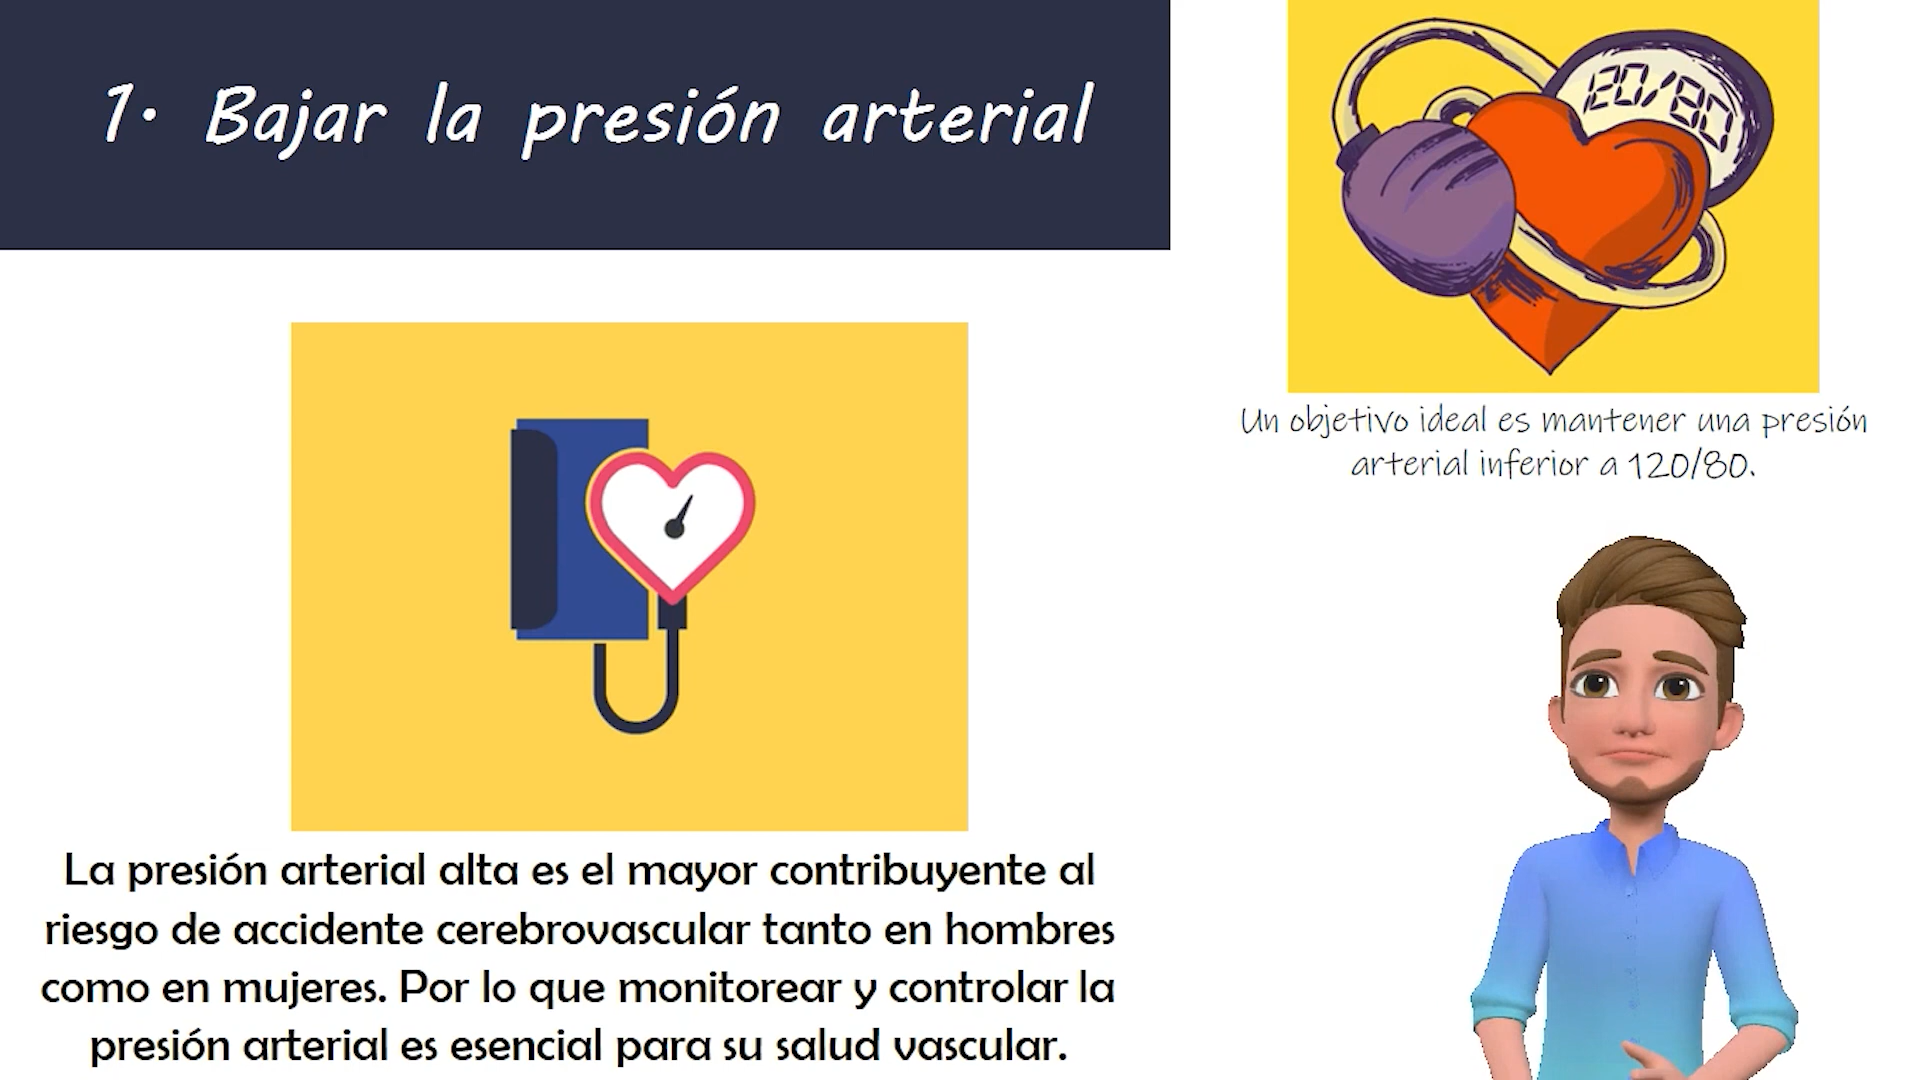 1. Bajar la presión arterial
120/80
Un objetivo ideal es mantener una presión
arterial inferior a 120/80.
La presión arterial alta es el mayor contribuyente al
riesgo de accidente cerebrovascular tanto en hombres
como en mujeres. Por lo que monitorear y controlar la
presión arterial es esencial para su salud vascular.